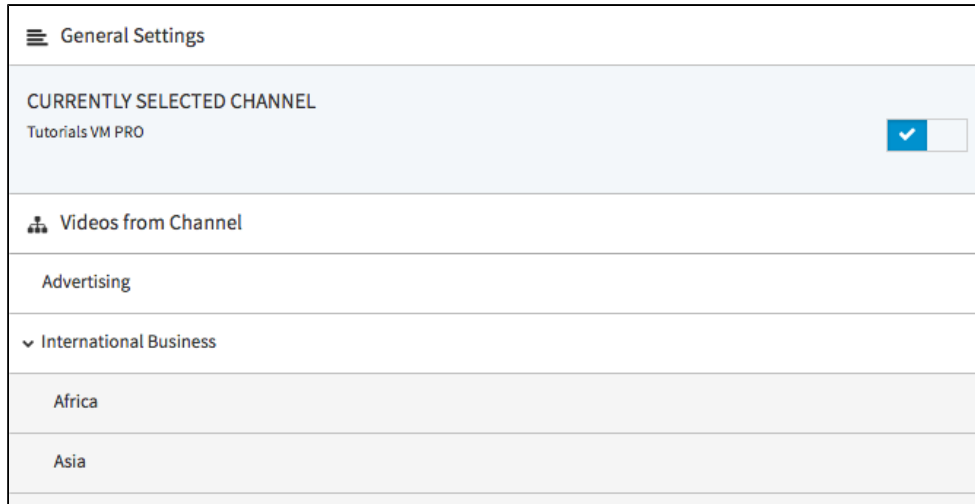 General Settings
CURRENTLY SELECTED CHANNEL
Tutorials VM PRO
Videos from Channel
Advertising
International Business
Africa
Asia